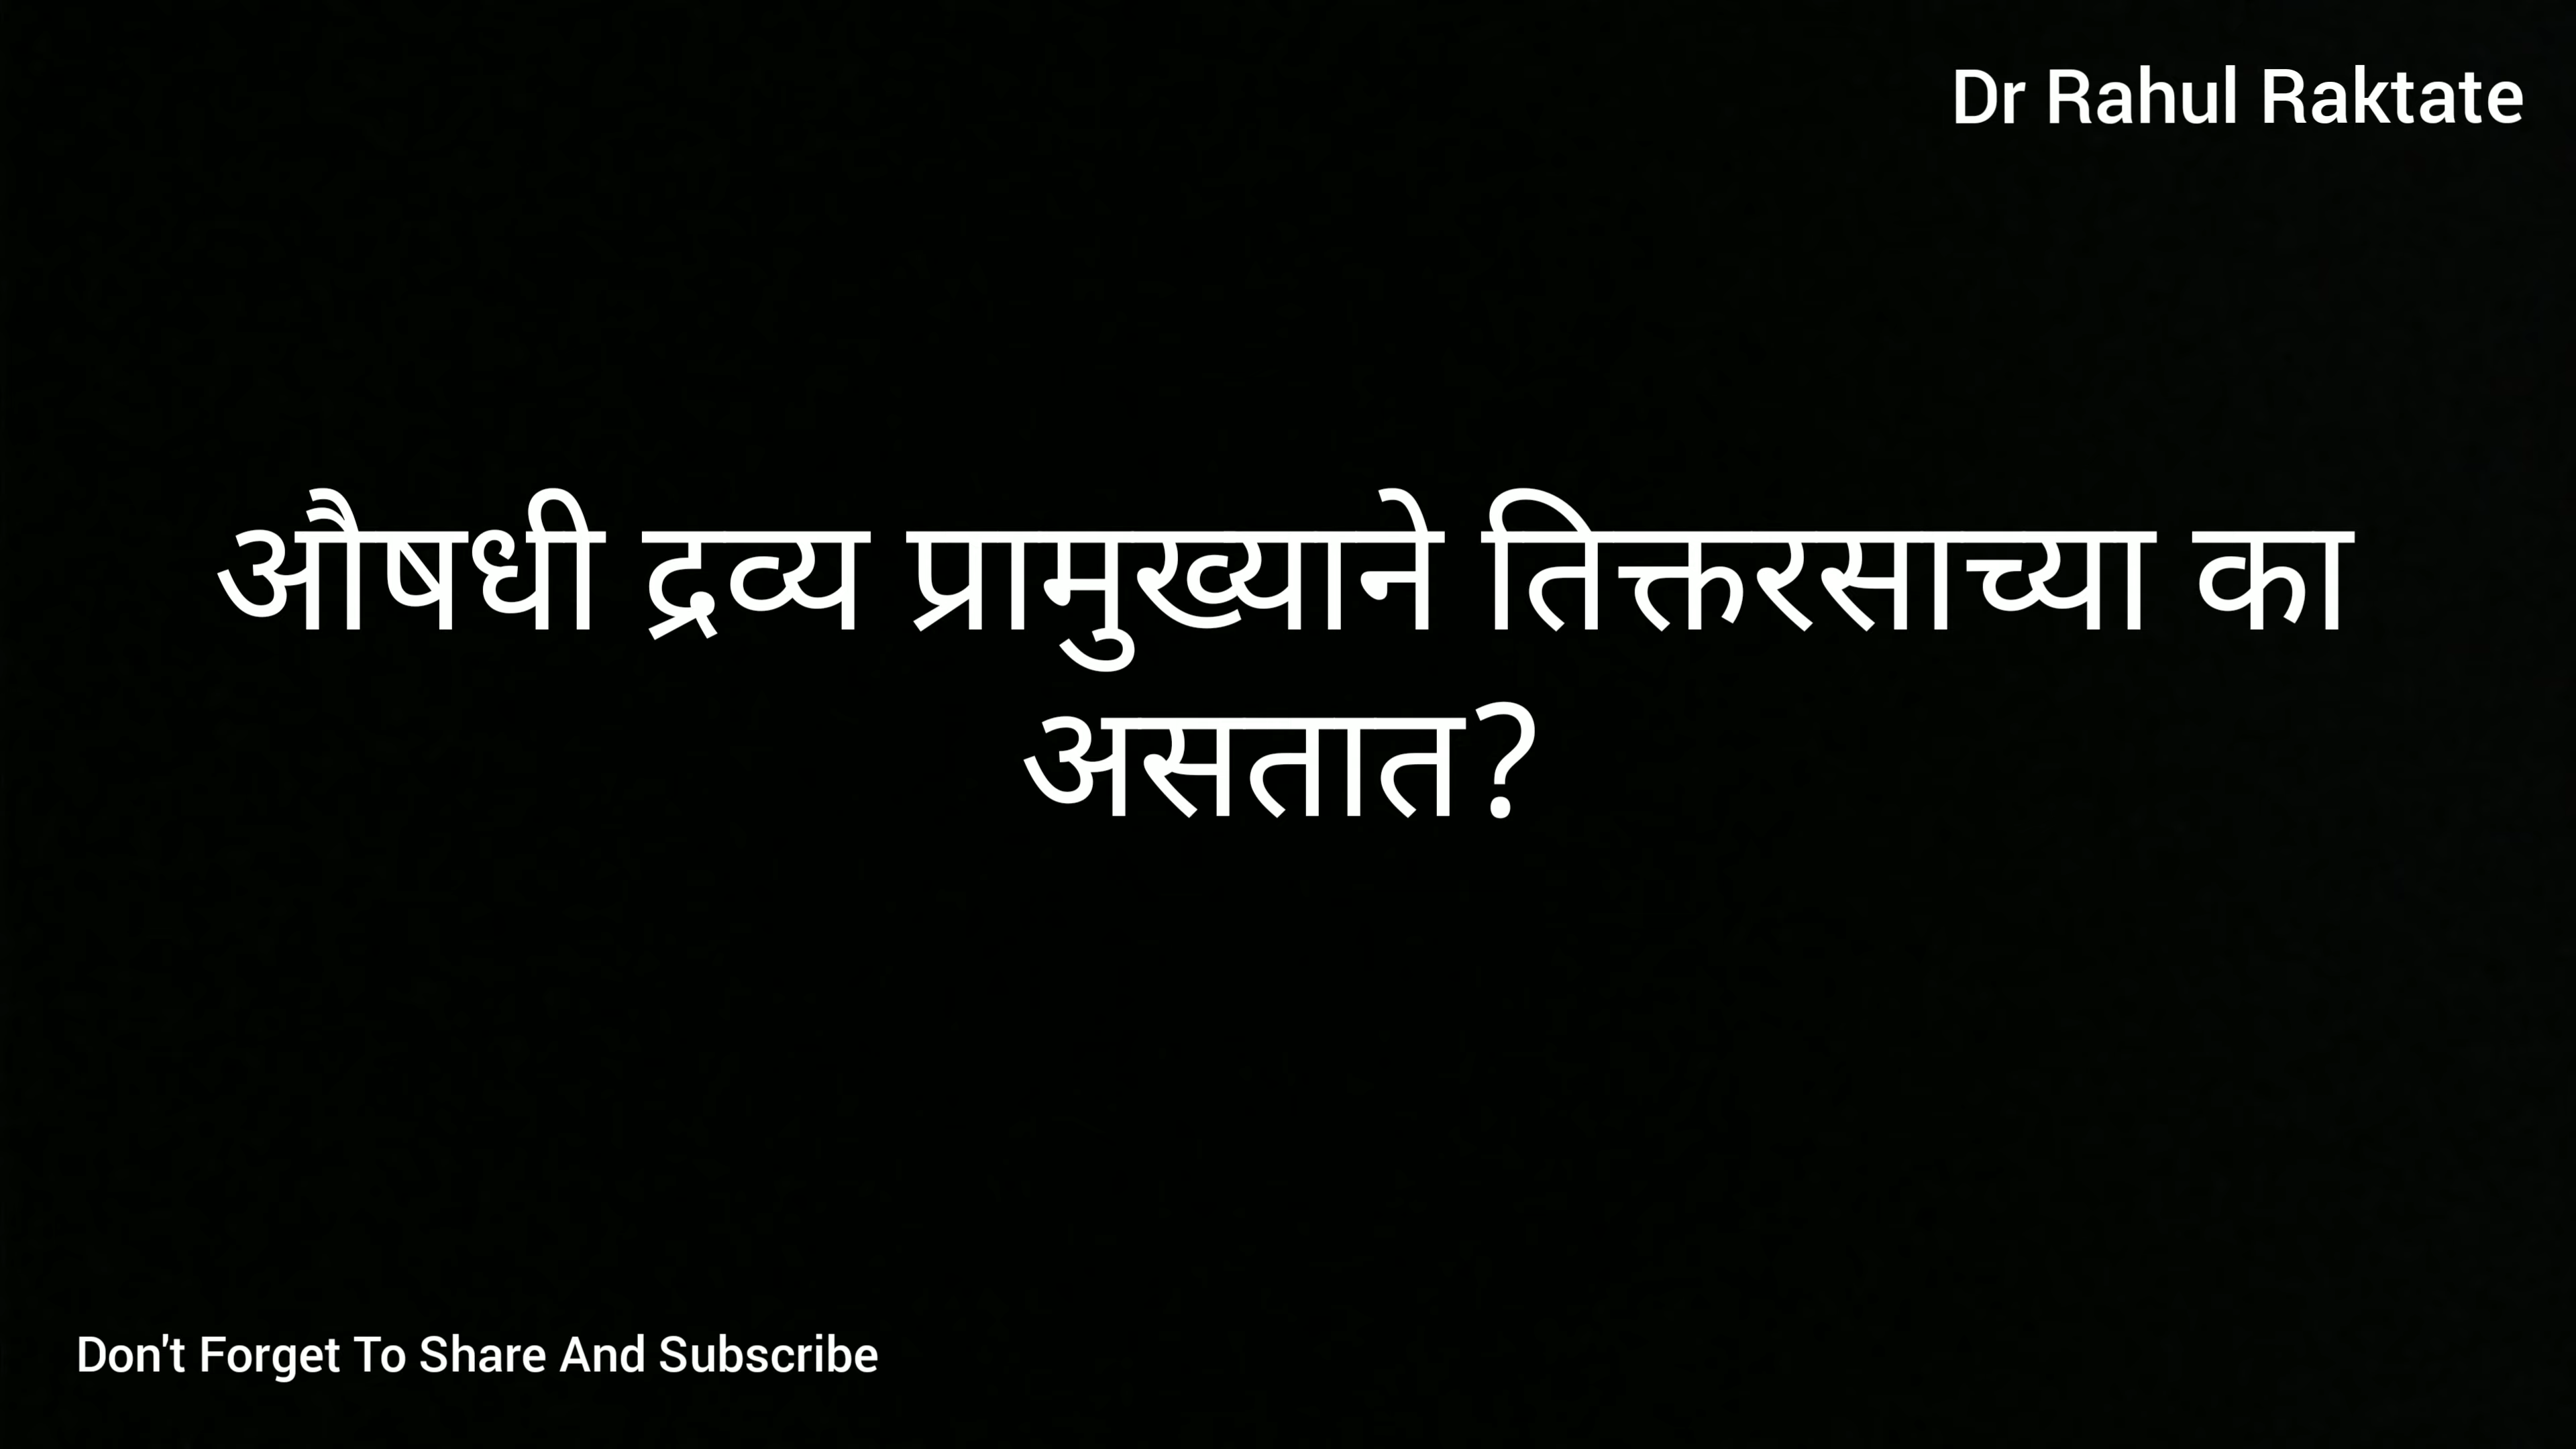 Dr Rahul Raktate
औषधी द्रव्य प्रामुख्याने तिक्तरसाच्या का
असतात?
Don't Forget To Share And Subscribe